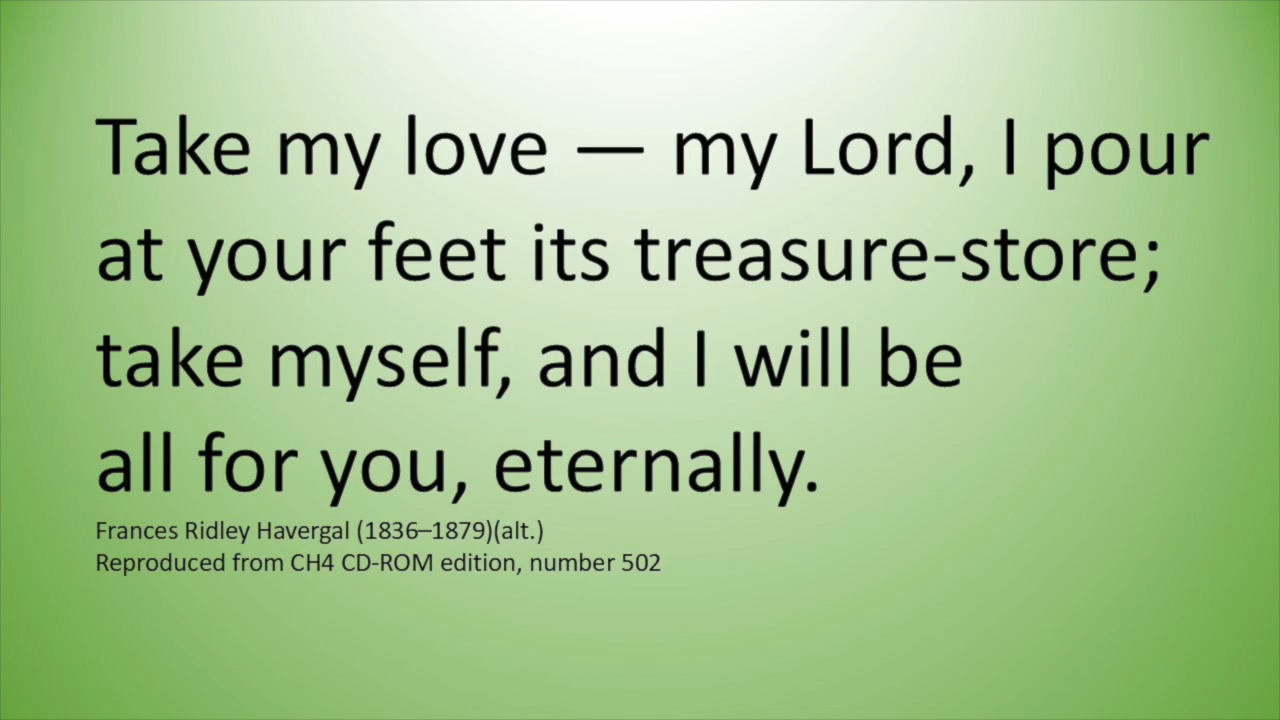 Take my love — my Lord, I pour
at your feet its treasure-store;
take myself, and I will be
all for you, eternally.
Frances Ridley Havergal (1836–1879)(alt.)
Reproduced from CH4 CD-ROM edition, number 502